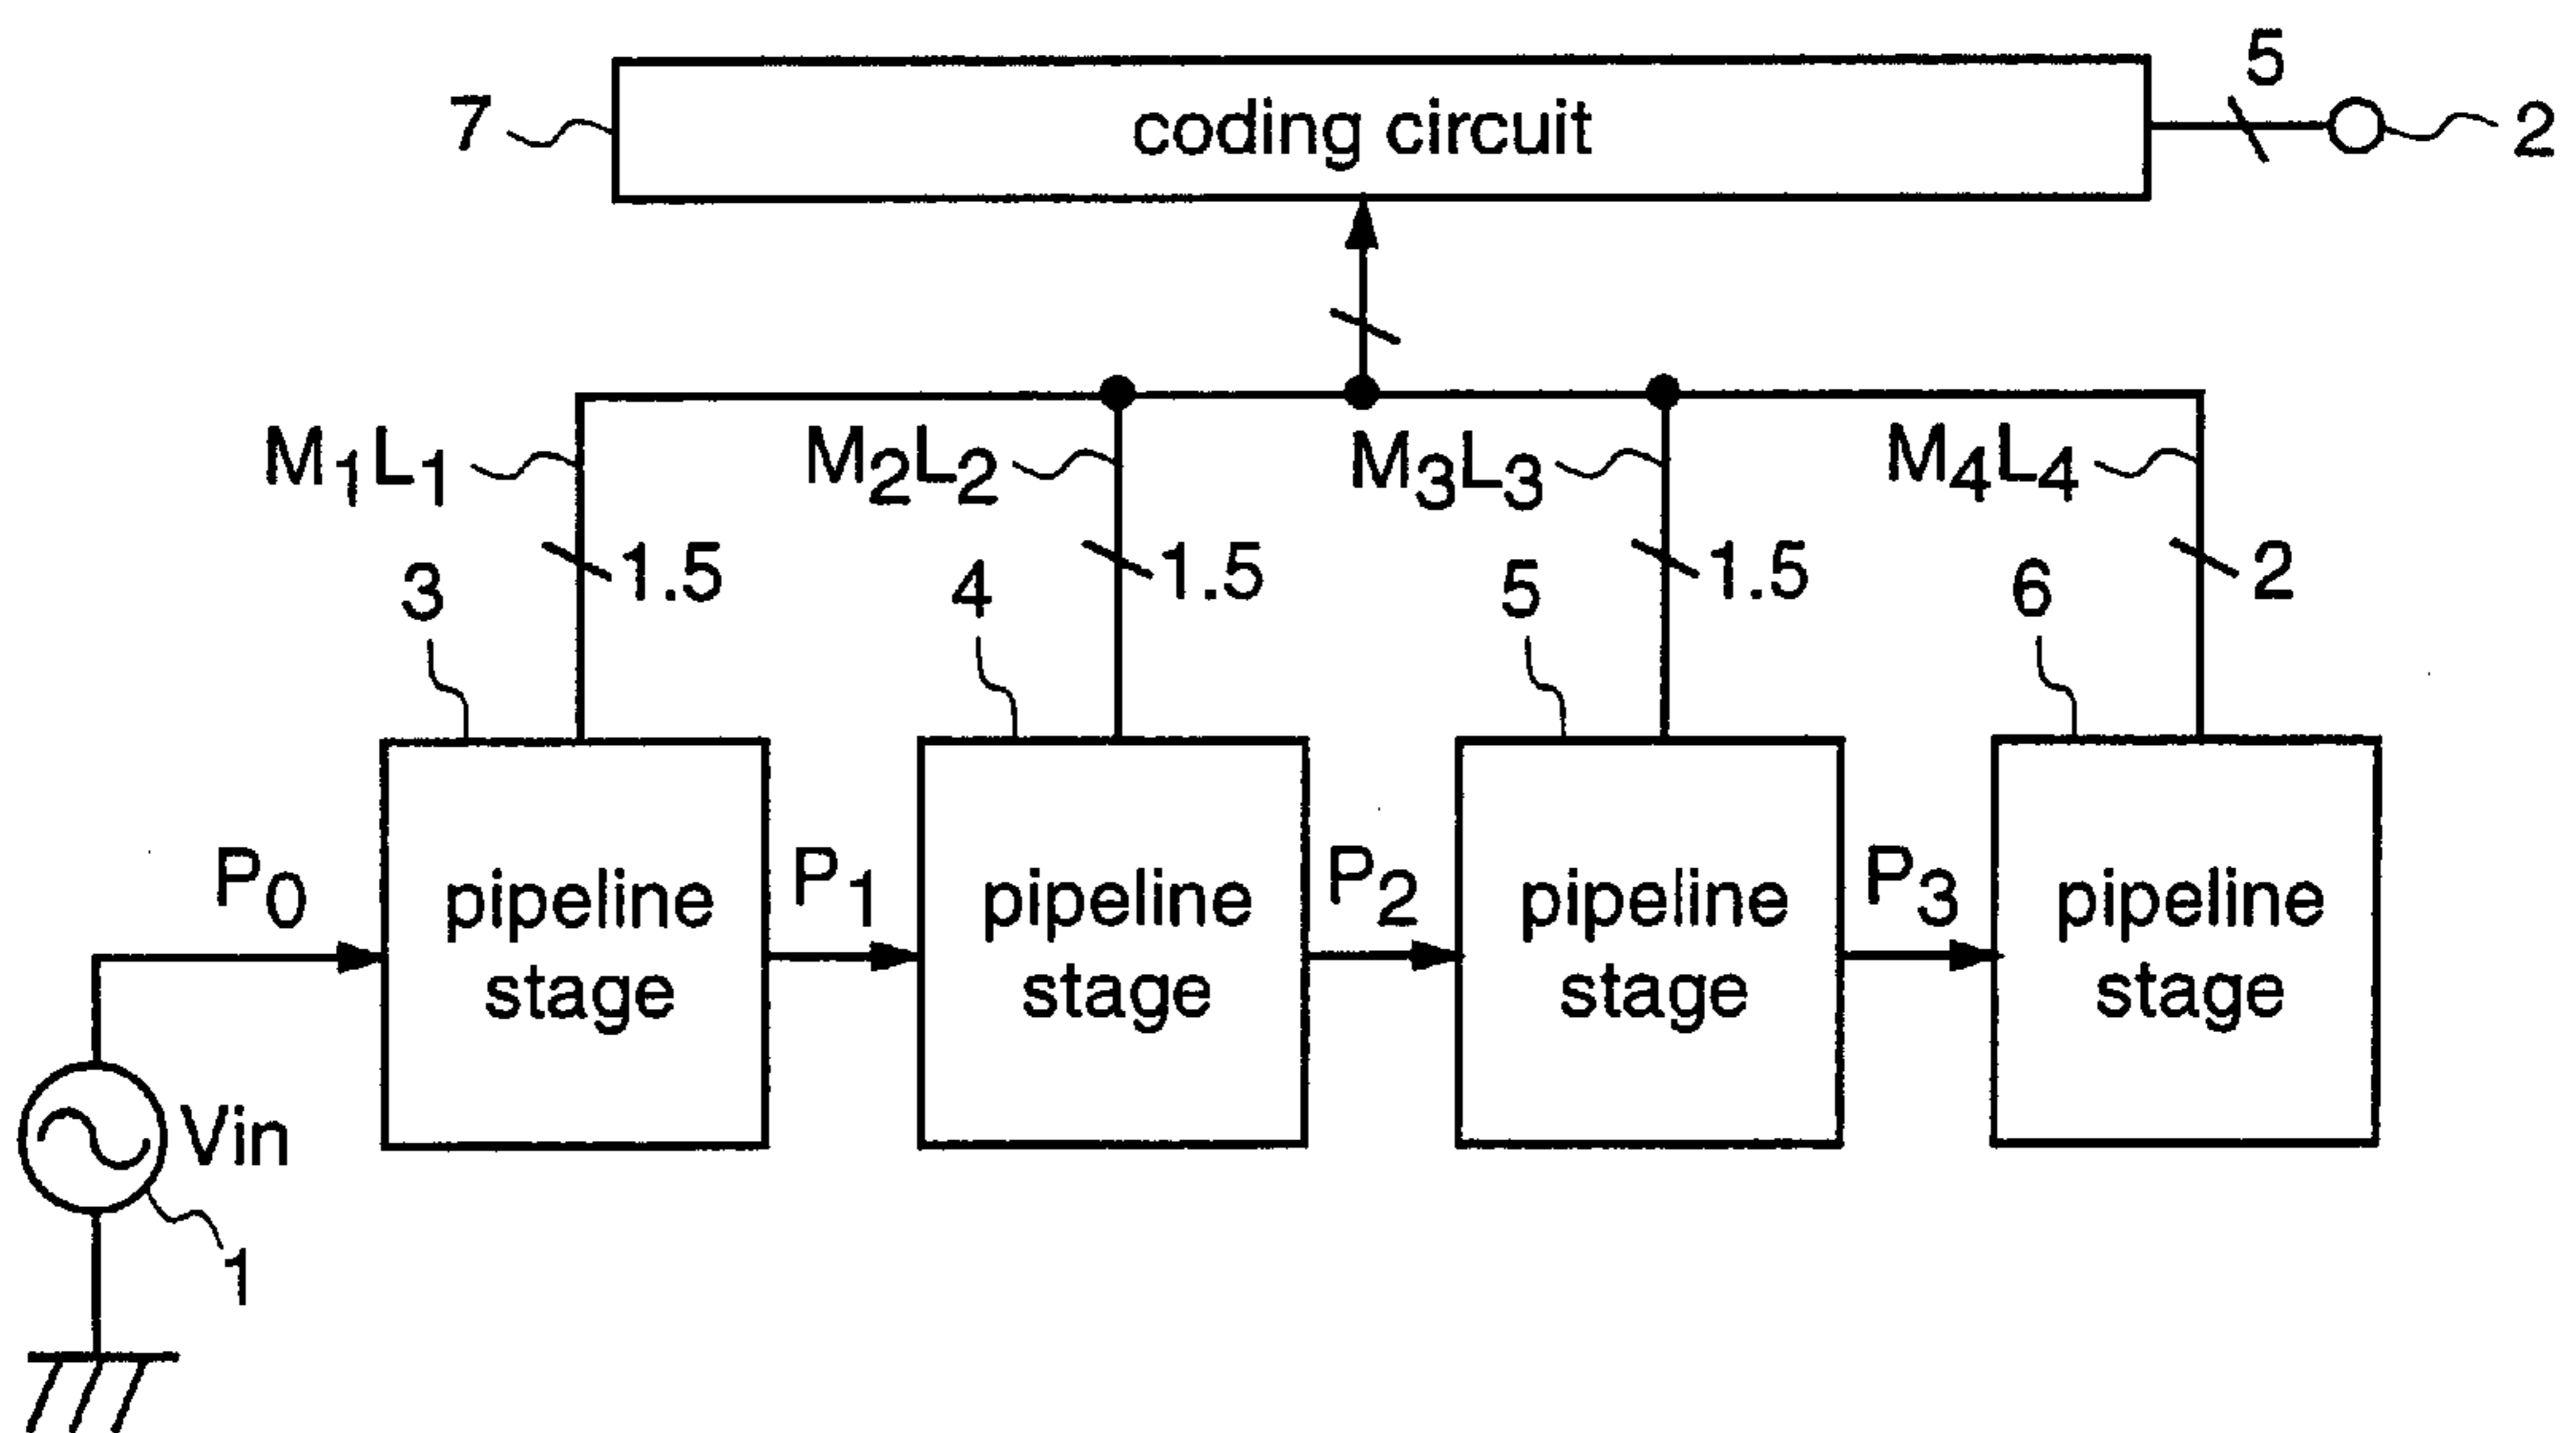 5
7
coding circuit
2
M1L1
M2L2
M3L3
M4L4
1.5
1.5
1.5
2
3
4
5
6
P0
pipeline stage
P1
pipeline stage
P2
pipeline stage
P3
pipeline stage
Vin
1